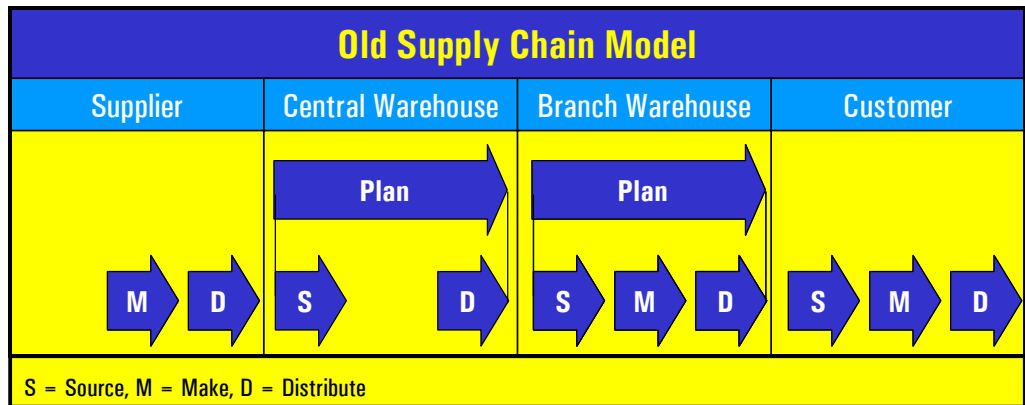 Old Supply Chain Model
Supplier Central Warehouse Branch Warehouse Customer
Plan Plan
M D S D S M D S M D
S = Source, M = Make, D = Distribute